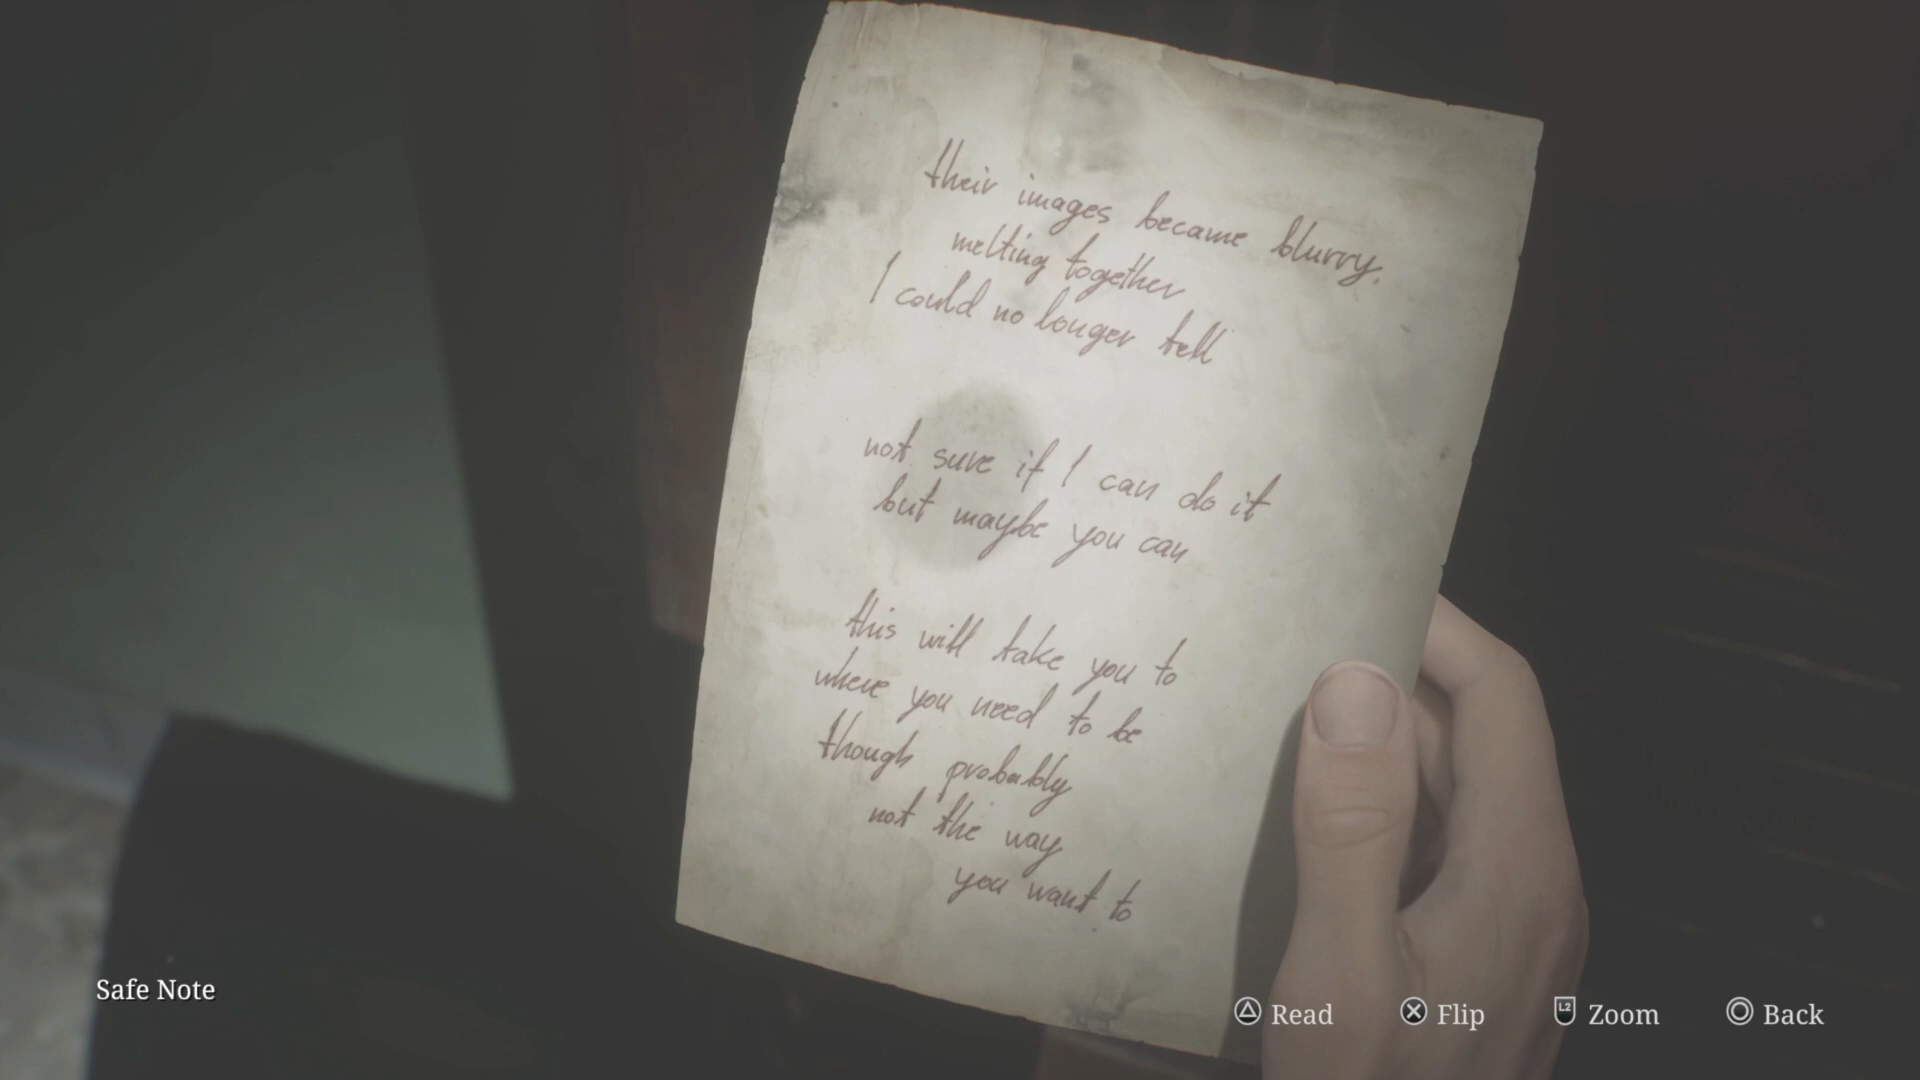 their images became blurry.
melting together
I could no longer tell
not sure if I can do it
but maybe you can
this will take you to
where you need to be
though probably
not the way
you want to
Safe Note
Read
L2
Flip
Zoom
Back